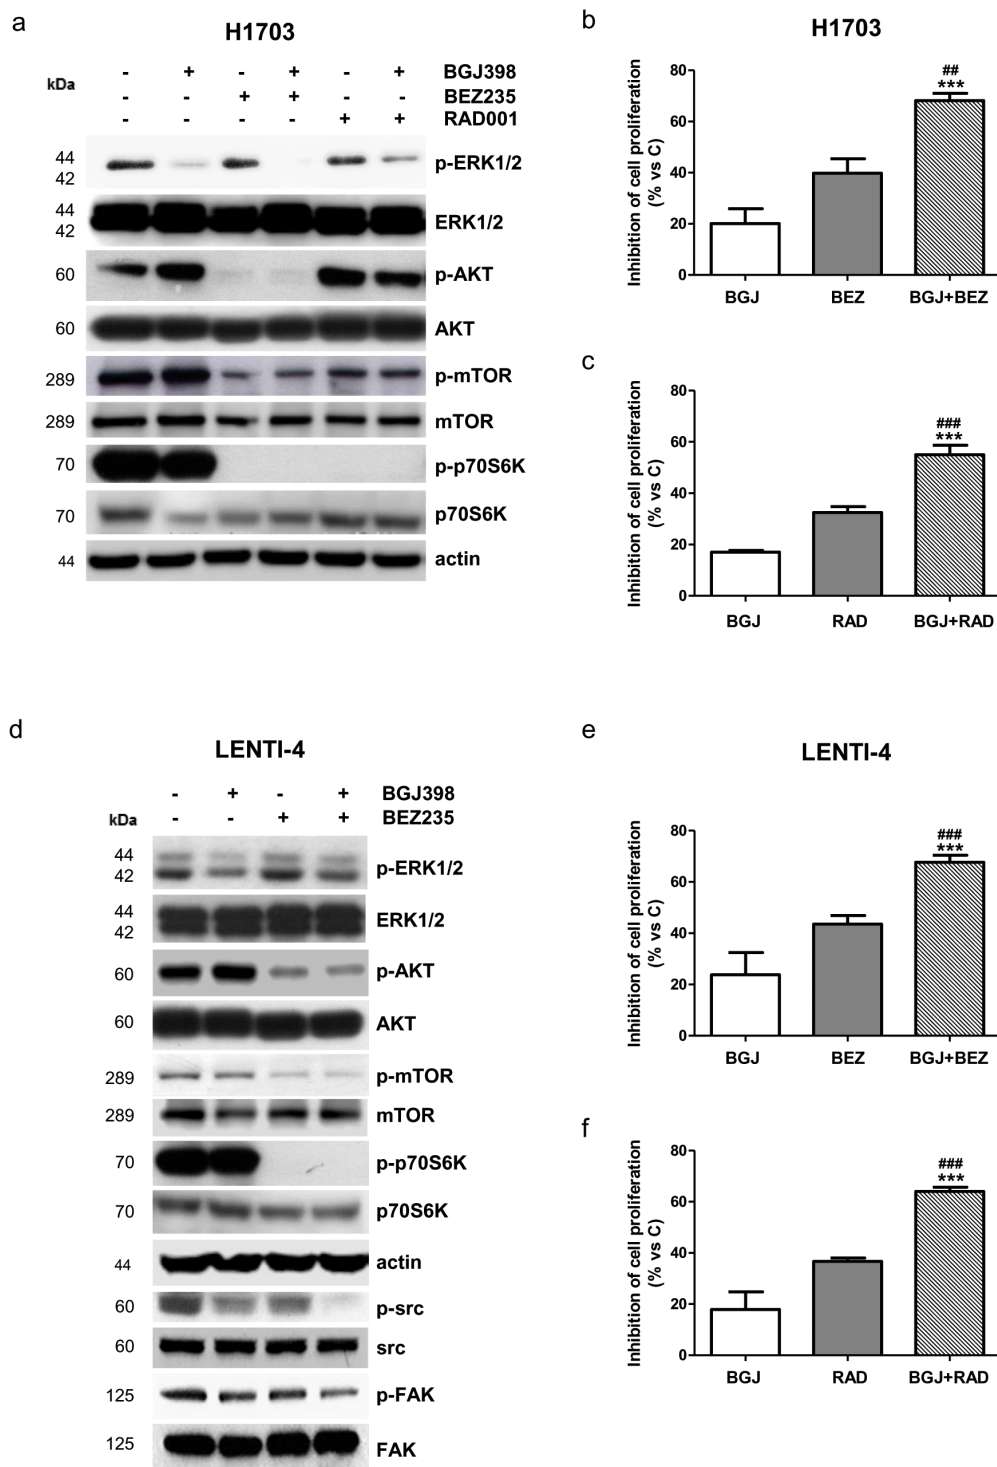 a
H1703
kDa
- + - + - + BGJ398
- - + + - - BEZ235
- - - - + + RAD001
44
42
p-ERK1/2
44
42
ERK1/2
60 p-AKT
60 AKT
289 p-mTOR
289 mTOR
70 p-p70S6K
70 p70S6K
44 actin
b
H1703
Inhibition of cell proliferation
(% vs C)
80
60
40
20
0
##
***
BGJ BEZ BGJ+BEZ
c
Inhibition of cell proliferation
(% vs C)
80
60
40
20
0
###
***
BGJ RAD BGJ+RAD
d
LENTI-4
kDa
- + - + BGJ398
- - + + BEZ235
44
42
p-ERK1/2
44
42
ERK1/2
60 p-AKT
60 AKT
289 p-mTOR
289 mTOR
70 p-p70S6K
70 p70S6K
44 actin
60 p-src
60 src
125 p-FAK
125 FAK
e
LENTI-4
Inhibition of cell proliferation
(% vs C)
80
60
40
20
0
###
***
BGJ BEZ BGJ+BEZ
f
Inhibition of cell proliferation
(% vs C)
80
60
40
20
0
###
***
BGJ RAD BGJ+RAD